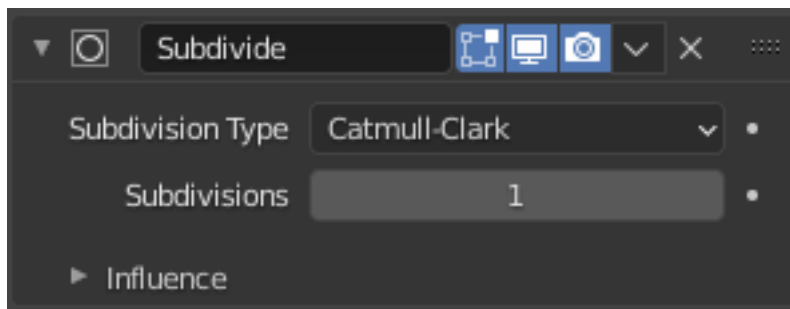 Subdivide
Subdivision Type Catmull-Clark
Subdivisions 1
Influence